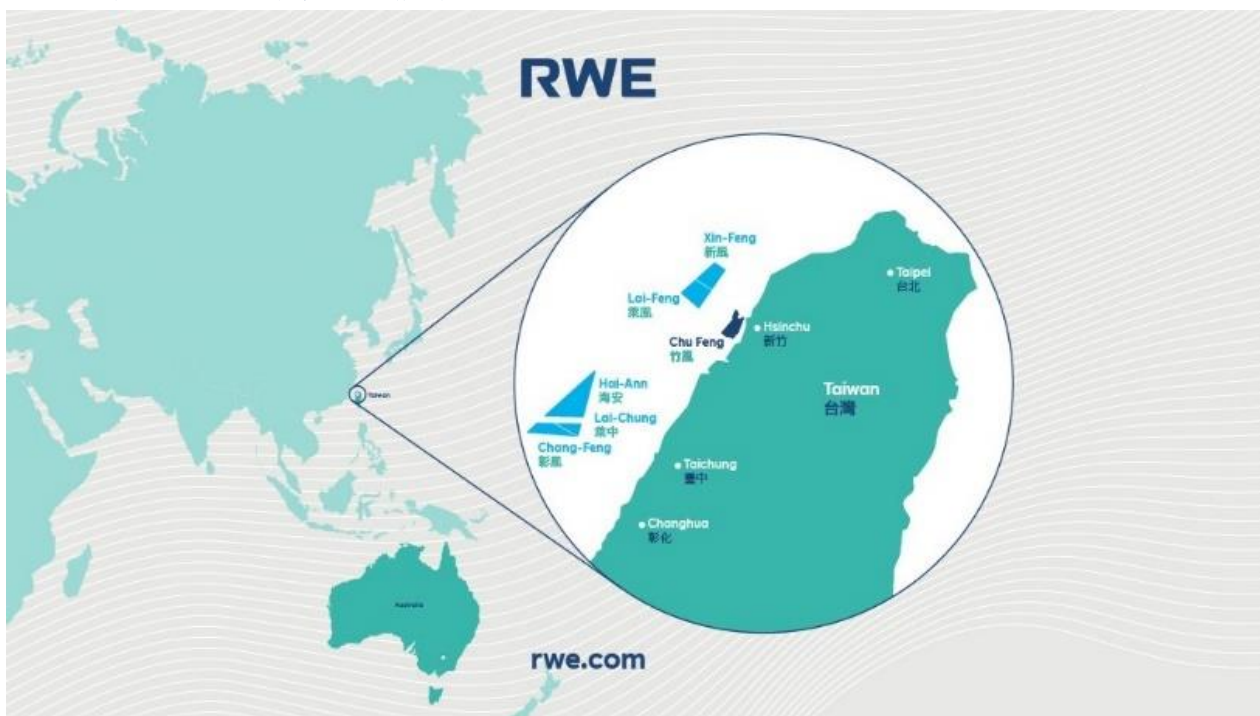 RWE
Xin-Feng
新風
Taipei
台北
Lai-Feng
萊風
Hsinchu
新竹
Chu Feng
竹風
Hai-Ann
海安
Taiwan
台灣
Taiwan
Lai-Chung
萊中
Chang-Feng
彰風
Taichung
臺中
Changhua
彰化
Australia
rwe.com